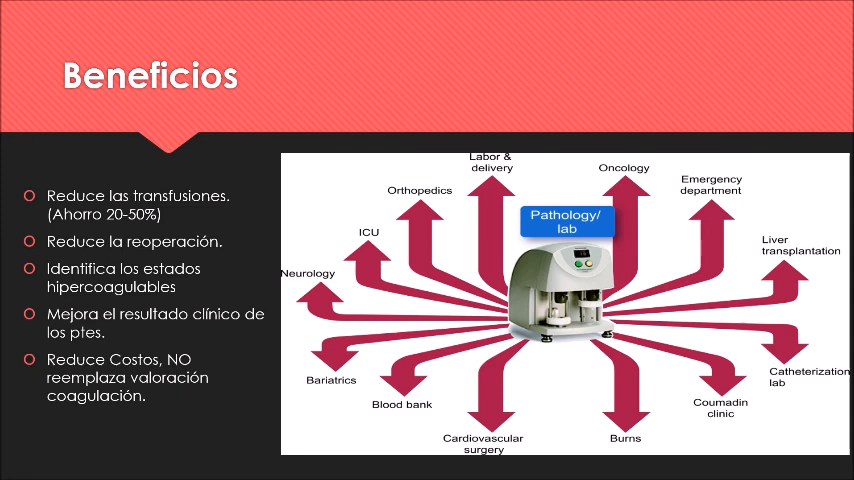 Beneficios
Reduce las transfusiones.
(Ahorro 20-50%)
Reduce la reoperación.
Identifica los estados
hipercoagulables
Mejora el resultado clínico de
los ptes.
Reduce Costos, NO
reemplaza valoración
coagulación.
Labor &
delivery
Oncology
Orthopedics
Emergency
department
Pathology/
lab
ICU
Liver
transplantation
Neurology
Bariatrics
Catheterization
lab
Blood bank
Coumadin
clinic
Cardiovascular
surgery
Burns